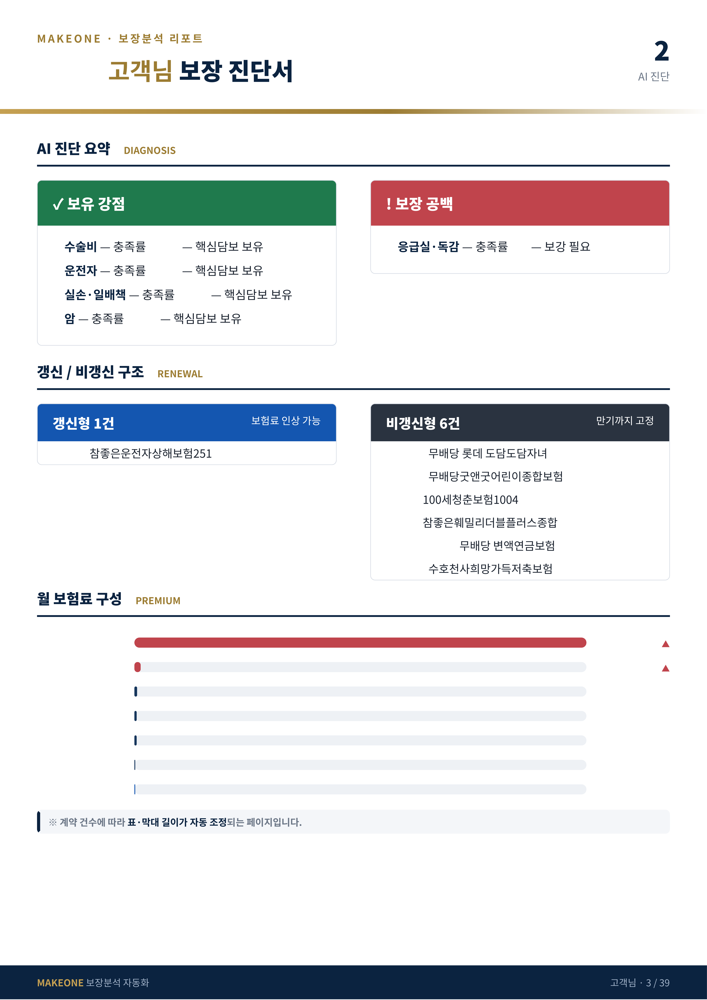 MAKEONE · 보장분석 리포트
고객님 보장 진단서
2
AI 진단
AI 진단 요약 DIAGNOSIS
✓ 보유 강점
수술비 — 충족률 — 핵심담보 보유
운전자 — 충족률 — 핵심담보 보유
실손·일배책 — 충족률 — 핵심담보 보유
암 — 충족률 — 핵심담보 보유
! 보장 공백
응급실·독감 — 충족률 — 보강 필요
갱신 / 비갱신 구조 RENEWAL
갱신형 1건 보험료 인상 가능
참좋은운전자상해보험251
비갱신형 6건 만기까지 고정
무배당 롯데 도담도담자녀
무배당굿앤굿어린이종합보험
100세청춘보험1004
참좋은훼밀리더블플러스종합
무배당 변액연금보험
수호천사희망가득저축보험
월 보험료 구성 PREMIUM
▲
▲
※ 계약 건수에 따라 표·막대 길이가 자동 조정되는 페이지입니다.
MAKEONE 보장분석 자동화
고객님 · 3 / 39